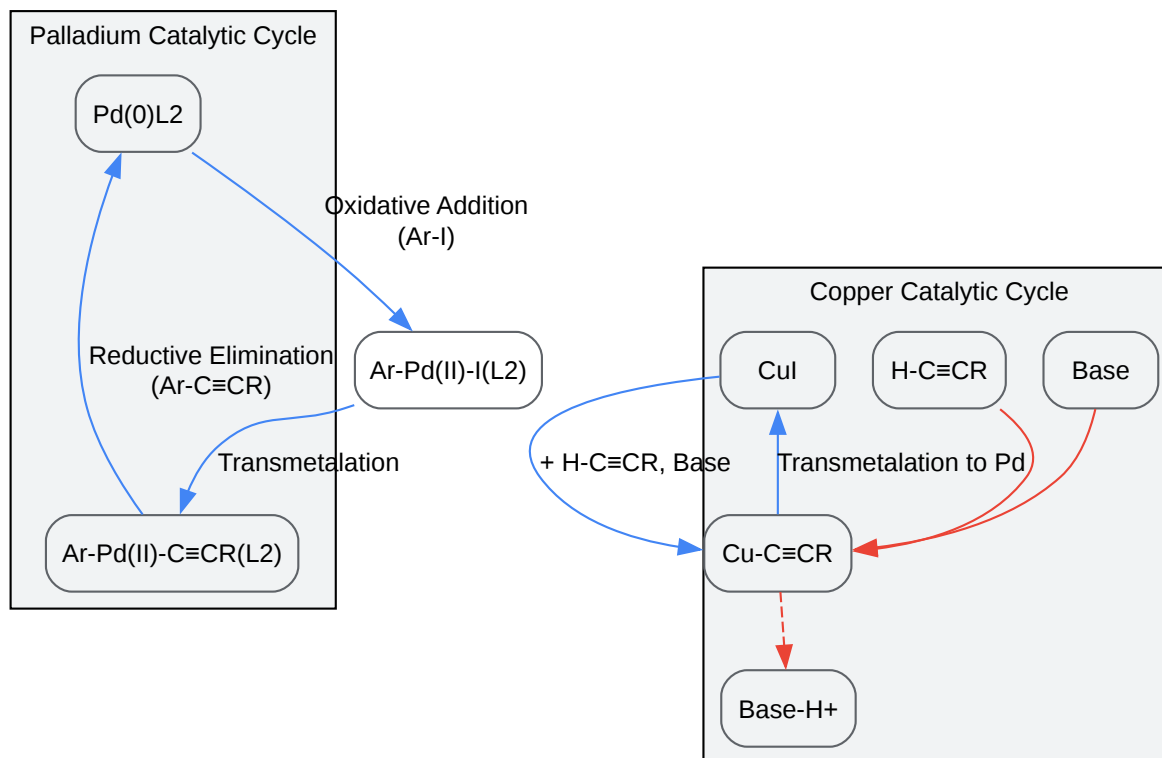 Palladium Catalytic Cycle
Pd(0)L2
Oxidative Addition
(Ar-I)
Copper Catalytic Cycle
Reductive Elimination
(Ar-C≡CR)
Ar-Pd(II)-I(L2)
CuI
H-C≡CR
Base
Transmetalation
+ H-C≡CR, Base
Transmetalation to Pd
Ar-Pd(II)-C≡CR(L2)
Cu-C≡CR
Base-H+